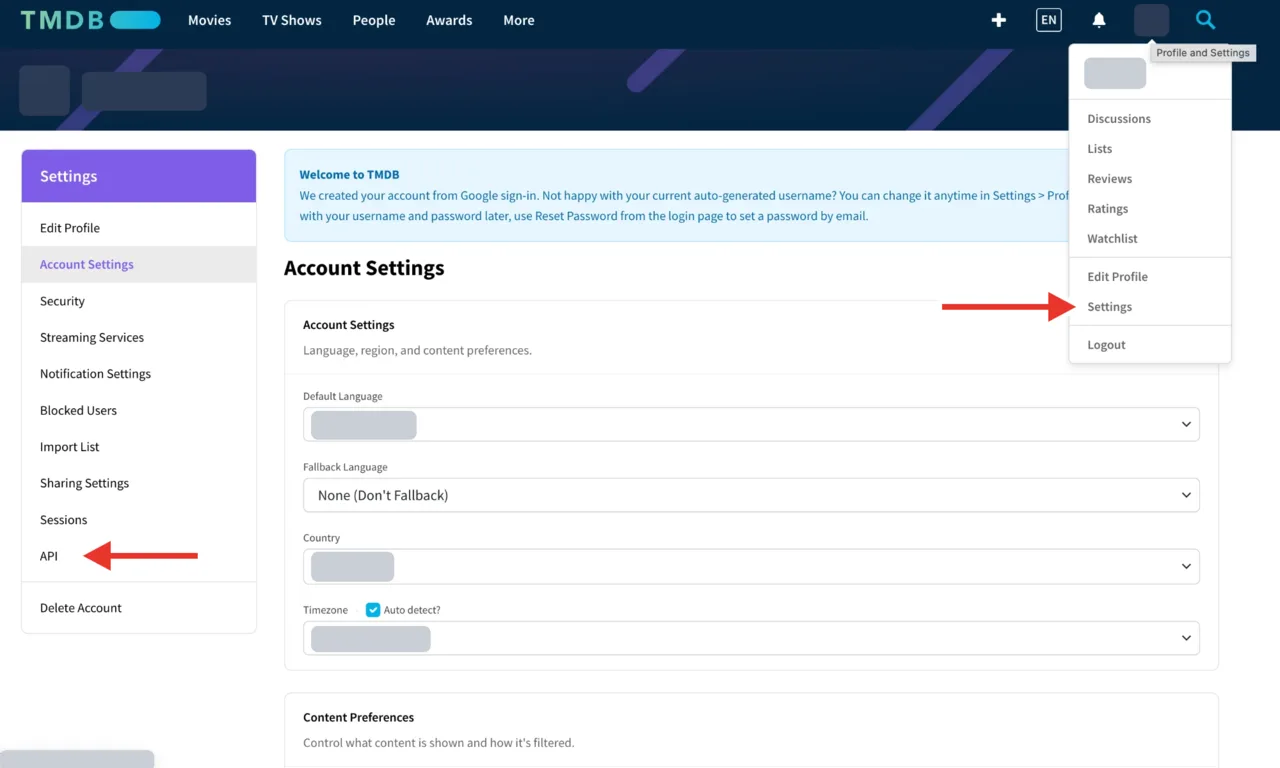 TMDB
Movies TV Shows People Awards More
EN
Profile and Settings
Discussions
Lists
Reviews
Ratings
Watchlist
Edit Profile
Settings
Logout
Settings
Edit Profile
Account Settings
Security
Streaming Services
Notification Settings
Blocked Users
Import List
Sharing Settings
Sessions
API
Delete Account
Welcome to TMDB
We created your account from Google sign-in. Not happy with your current auto-generated username? You can change it anytime in Settings > Prof
with your username and password later, use Reset Password from the login page to set a password by email.
Account Settings
Account Settings
Language, region, and content preferences.
Default Language
Fallback Language
None (Don't Fallback)
Country
Timezone Auto detect?
Content Preferences
Control what content is shown and how it's filtered.